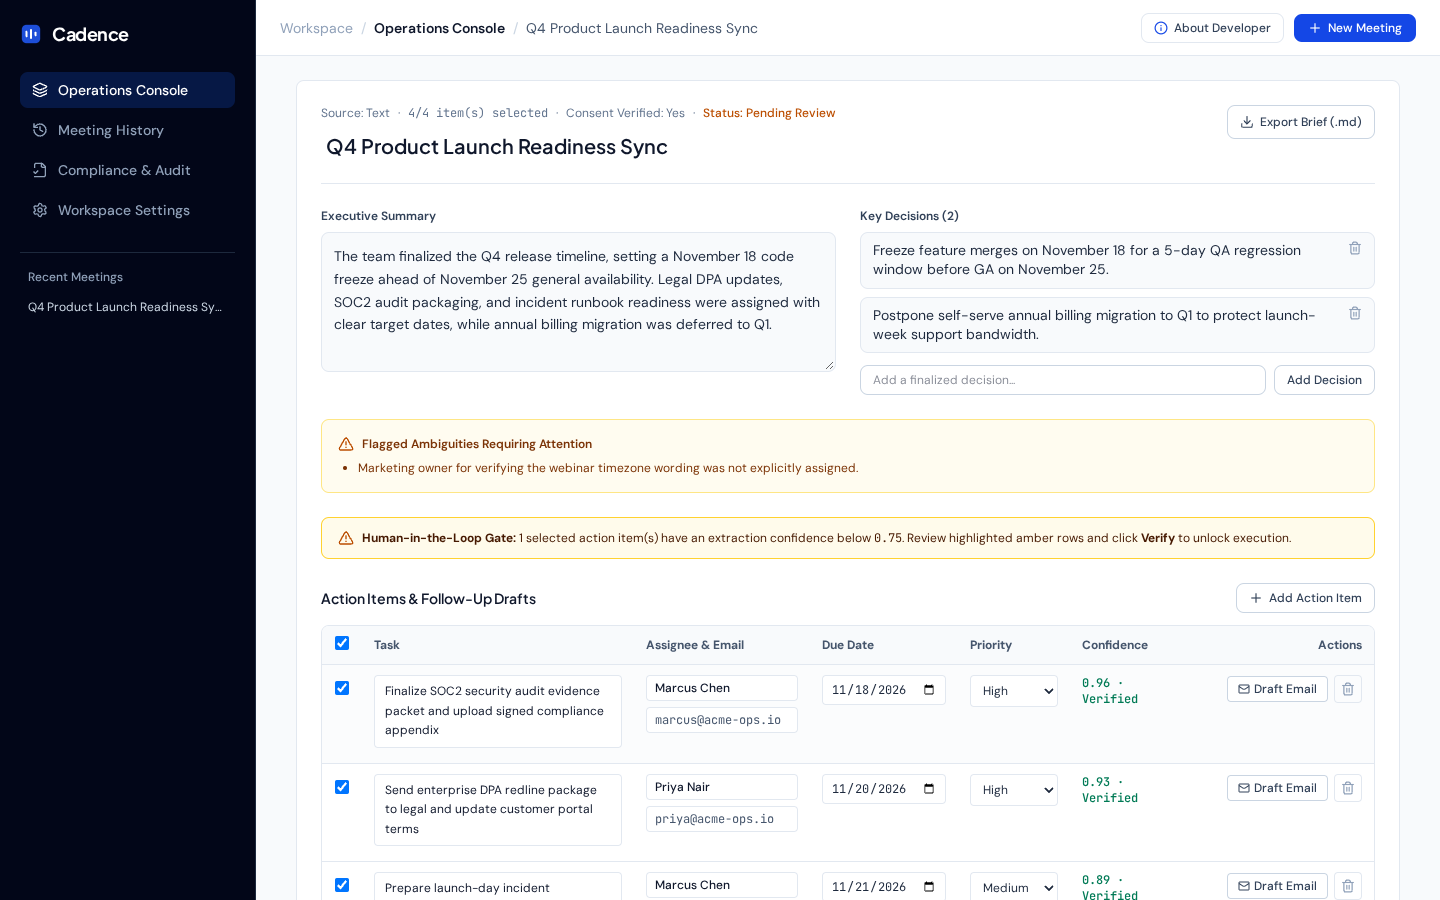 Cadence
Operations Console
Meeting History
Compliance & Audit
Workspace Settings
Recent Meetings
Q4 Product Launch Readiness Sy...
Workspace / Operations Console / Q4 Product Launch Readiness Sync
About Developer
New Meeting
Source: Text · 4/4 item(s) selected · Consent Verified: Yes · Status: Pending Review
Export Brief (.md)
Q4 Product Launch Readiness Sync
Executive Summary
The team finalized the Q4 release timeline, setting a November 18 code
freeze ahead of November 25 general availability. Legal DPA updates,
SOC2 audit packaging, and incident runbook readiness were assigned with
clear target dates, while annual billing migration was deferred to Q1.
Key Decisions (2)
Freeze feature merges on November 18 for a 5-day QA regression
window before GA on November 25.
Postpone self-serve annual billing migration to Q1 to protect launch-
week support bandwidth.
Add a finalized decision...
Add Decision
Flagged Ambiguities Requiring Attention
• Marketing owner for verifying the webinar timezone wording was not explicitly assigned.
Human-in-the-Loop Gate: 1 selected action item(s) have an extraction confidence below 0.75. Review highlighted amber rows and click Verify to unlock execution.
Action Items & Follow-Up Drafts
Add Action Item
Task
Assignee & Email
Due Date
Priority
Confidence
Actions
Finalize SOC2 security audit evidence
packet and upload signed compliance
appendix
Marcus Chen
marcus@acme-ops.io
11/18/2026
High
0.96 ·
Verified
Draft Email
Send enterprise DPA redline package
to legal and update customer portal
terms
Priya Nair
priya@acme-ops.io
11/20/2026
High
0.93 ·
Verified
Draft Email
Prepare launch-day incident
Marcus Chen
11/21/2026
Medium
0.89 ·
Verified
Draft Email